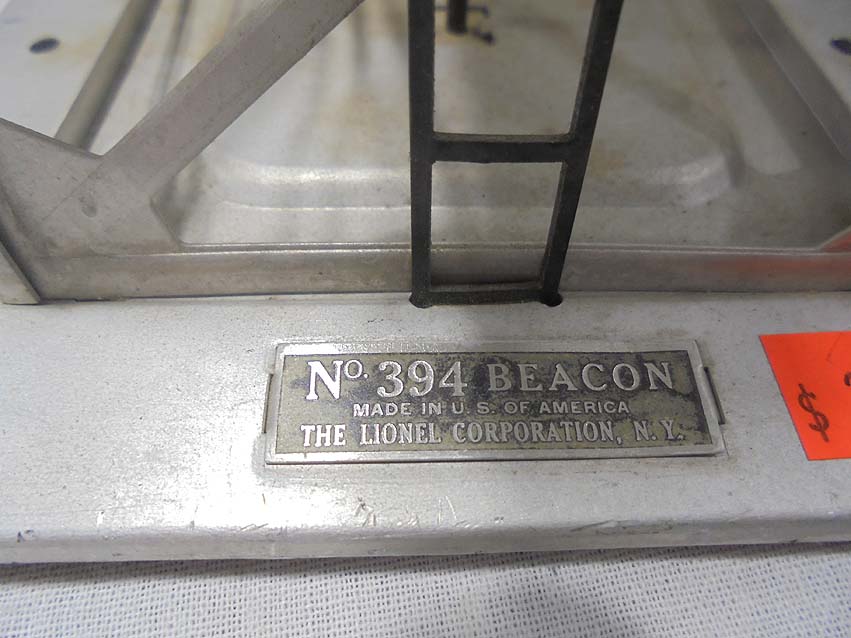 No. 394 BEACON
MADE IN U. S. OF AMERICA
THE LIONEL CORPORATION, N. Y.
$